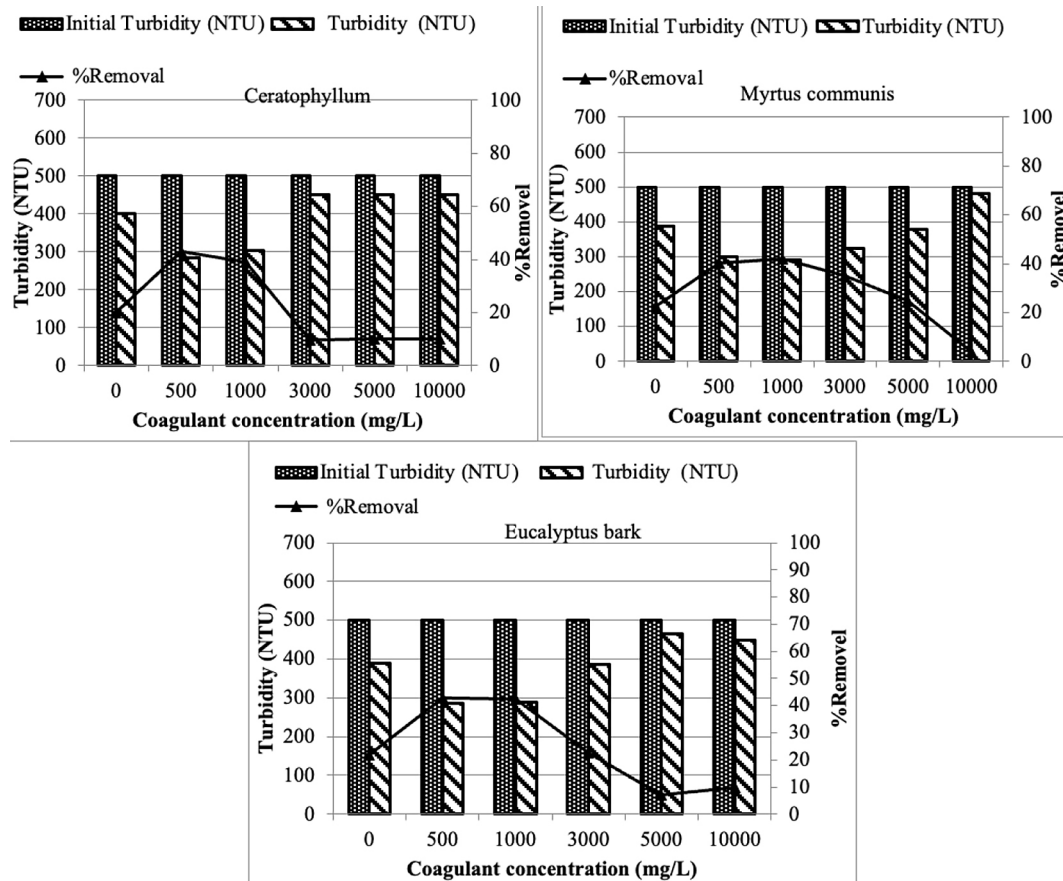 Initial Turbidity (NTU) Turbidity (NTU)
%Removal
Ceratophyllum
700 600 500 400 300 200 100 0
Turbidity (NTU)
100 80 60 40 20 0
%Removel
0 500 1000 3000 5000 10000
Coagulant concentration (mg/L)
Initial Turbidity (NTU) Turbidity (NTU)
%Removal
Myrtus communis
700 600 500 400 300 200 100 0
Turbidity (NTU)
100 80 60 40 20 0
%Removel
0 500 1000 3000 5000 10000
Coagulant concentration (mg/L)
Initial Turbidity (NTU) Turbidity (NTU)
%Removal
Eucalyptus bark
700 600 500 400 300 200 100 0
Turbidity (NTU)
100 90 80 70 60 50 40 30 20 10 0
%Removel
0 500 1000 3000 5000 10000
Coagulant concentration (mg/L)